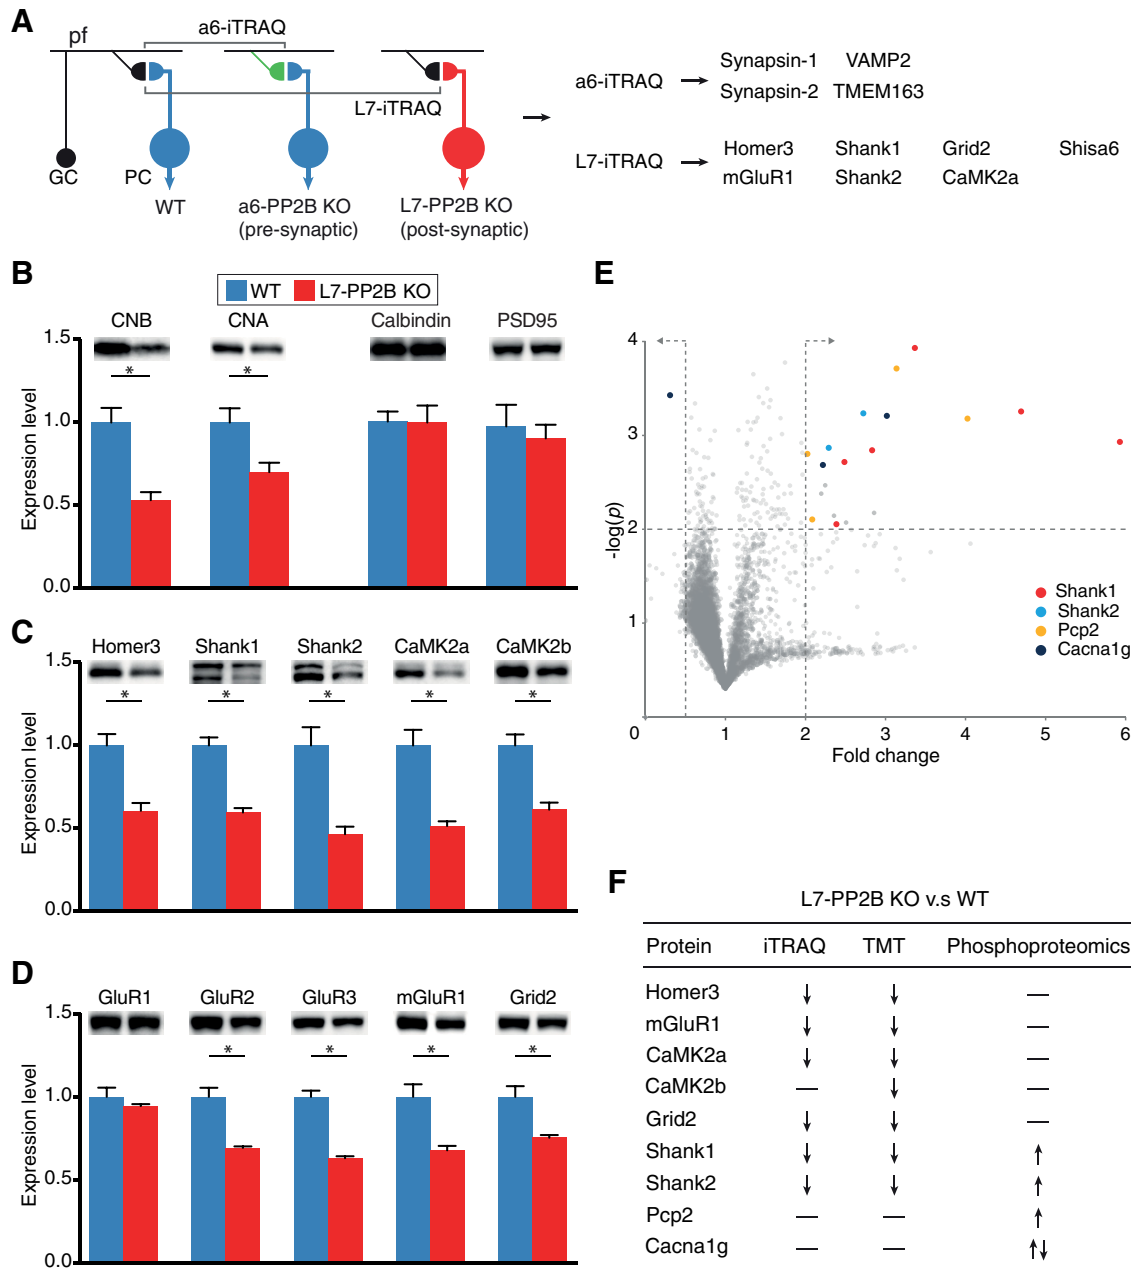 A
pf
a6-iTRAQ
L7-iTRAQ
GC
PC
WT
a6-PP2B KO
(pre-synaptic)
L7-PP2B KO
(post-synaptic)
a6-iTRAQ
Synapsin-1 VAMP2
Synapsin-2 TMEM163
L7-iTRAQ
Homer3 Shank1 Grid2 Shisa6
mGluR1 Shank2 CaMK2a
B
WT L7-PP2B KO
CNB CNA Calbindin PSD95
Expression level
1.5
1.0
0.5
0.0
* *
C
Homer3 Shank1 Shank2 CaMK2a CaMK2b
Expression level
1.5
1.0
0.5
0.0
* * * * *
D
GluR1 GluR2 GluR3 mGluR1 Grid2
Expression level
1.5
1.0
0.5
0.0
* * * *
E
-log(p)
4
3
2
1
0 1 2 3 4 5 6
Fold change
Shank1
Shank2
Pcp2
Cacna1g
F
L7-PP2B KO v.s WT
Protein iTRAQ TMT Phosphoproteomics
Homer3 ↓ ↓ —
mGluR1 ↓ ↓ —
CaMK2a ↓ ↓ —
CaMK2b — ↓ —
Grid2 ↓ ↓ —
Shank1 ↓ ↓ ↑
Shank2 ↓ ↓ ↑
Pcp2 — — ↑
Cacna1g — — ↑↓